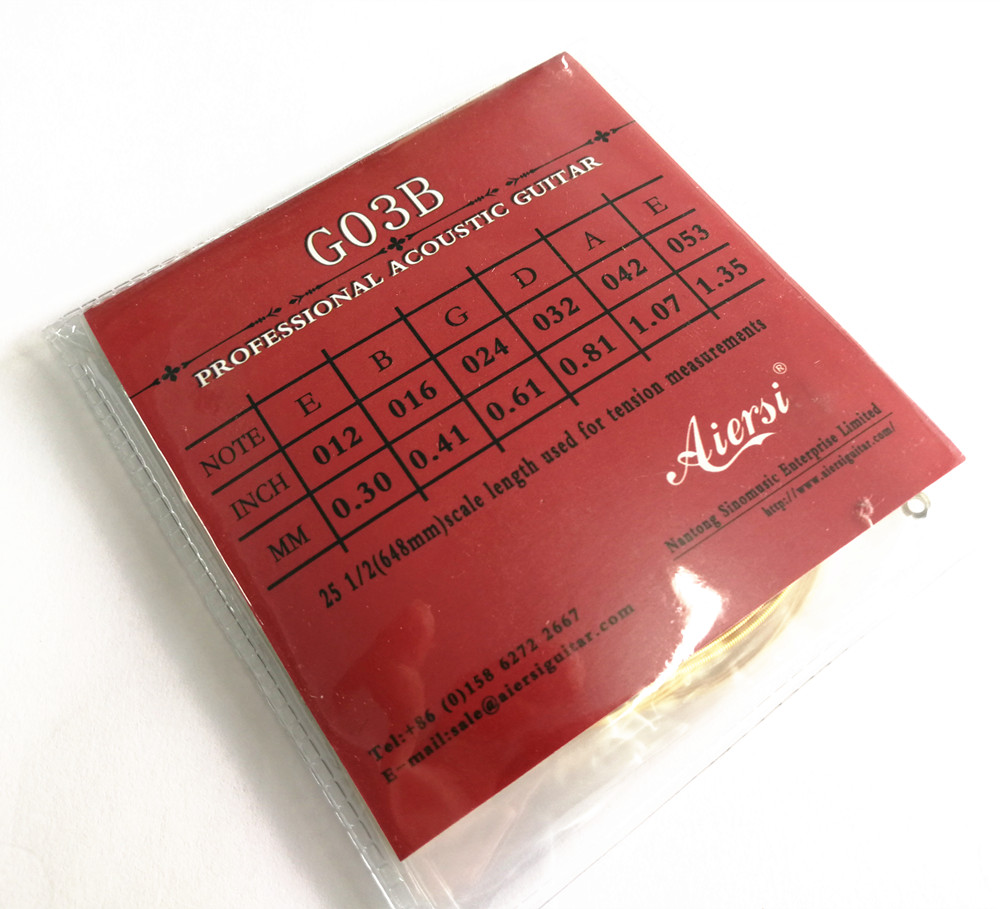 G03B
PROFESSIONAL ACOUSTIC GUITAR
NOTE E B G D A E
INCH 012 016 024 032 042 053
MM 0.30 0.41 0.61 0.81 1.07 1.35
25 1/2(648mm)scale length used for tension measurements
Aiersi®
Nantong Sinomusic Enterprise Limited
http://www.aiersiguitar.com/
Tel:+86 (0)158 6272 2667
E-mail:sale@aiersiguitar.com